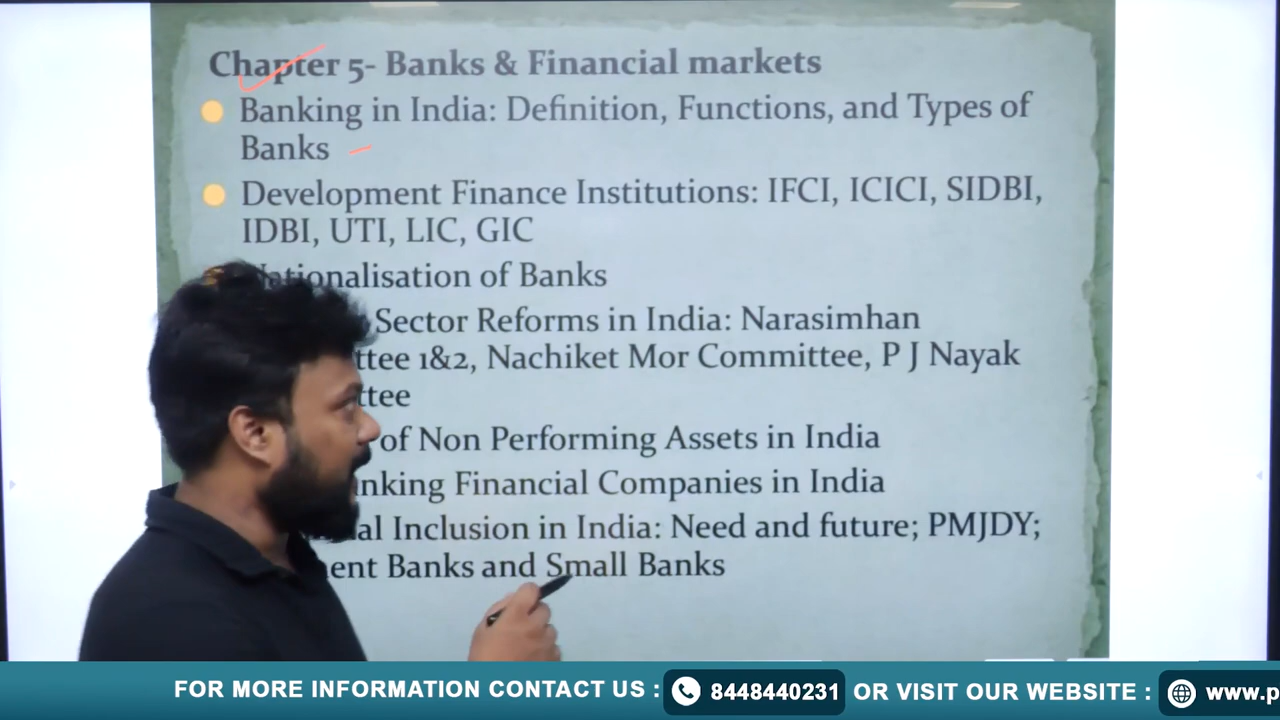 Chapter 5- Banks & Financial markets
Banking in India: Definition, Functions, and Types of
Banks
Development Finance Institutions: IFCI, ICICI, SIDBI,
IDBI, UTI, LIC, GIC
Nationalisation of Banks
Sector Reforms in India: Narasimhan
ttee 1&2, Nachiket Mor Committee, P J Nayak
ttee
of Non Performing Assets in India
nking Financial Companies in India
al Inclusion in India: Need and future; PMJDY;
ent Banks and Small Banks
FOR MORE INFORMATION CONTACT US : 8448440231 OR VISIT OUR WEBSITE : www.p